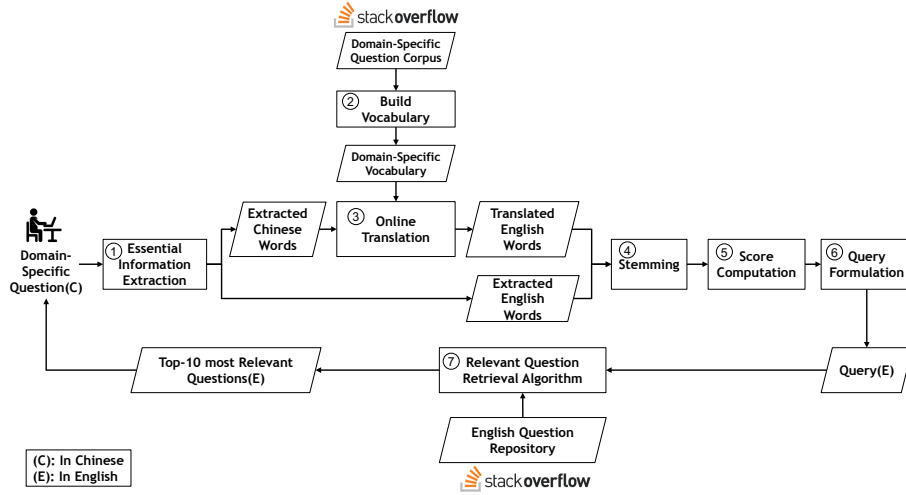 stackoverflow
Domain-Specific
Question Corpus
② Build
Vocabulary
Domain-Specific
Vocabulary
Extracted
Chinese
Words
③ Online
Translation
Translated
English
Words
Domain-
Specific
Question(C)
① Essential
Information
Extraction
④
Stemming
⑤ Score
Computation
⑥ Query
Formulation
Extracted
English
Words
Top-10 most Relevant
Questions(E)
⑦ Relevant Question
Retrieval Algorithm
Query(E)
English Question
Repository
stackoverflow
(C): In Chinese
(E): In English